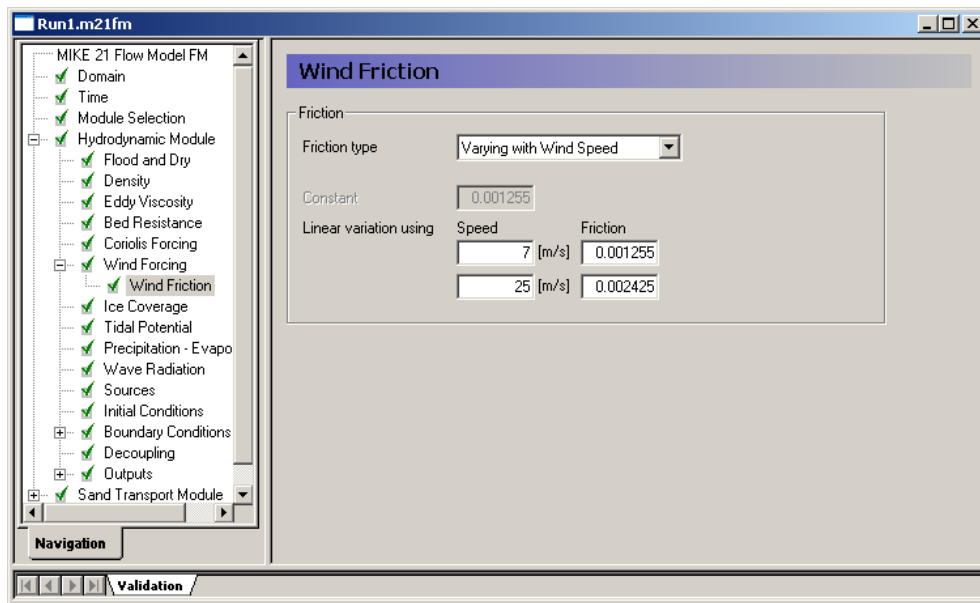 Run1.m21fm
MIKE 21 Flow Model FM
Domain
Time
Module Selection
Hydrodynamic Module
Flood and Dry
Density
Eddy Viscosity
Bed Resistance
Coriolis Forcing
Wind Forcing
Wind Friction
Ice Coverage
Tidal Potential
Precipitation - Evapo
Wave Radiation
Sources
Initial Conditions
Boundary Conditions
Decoupling
Outputs
Sand Transport Module
Navigation
Wind Friction
Friction
Friction type Varying with Wind Speed
Constant 0.001255
Linear variation using Speed Friction
7 [m/s] 0.001255
25 [m/s] 0.002425
Validation